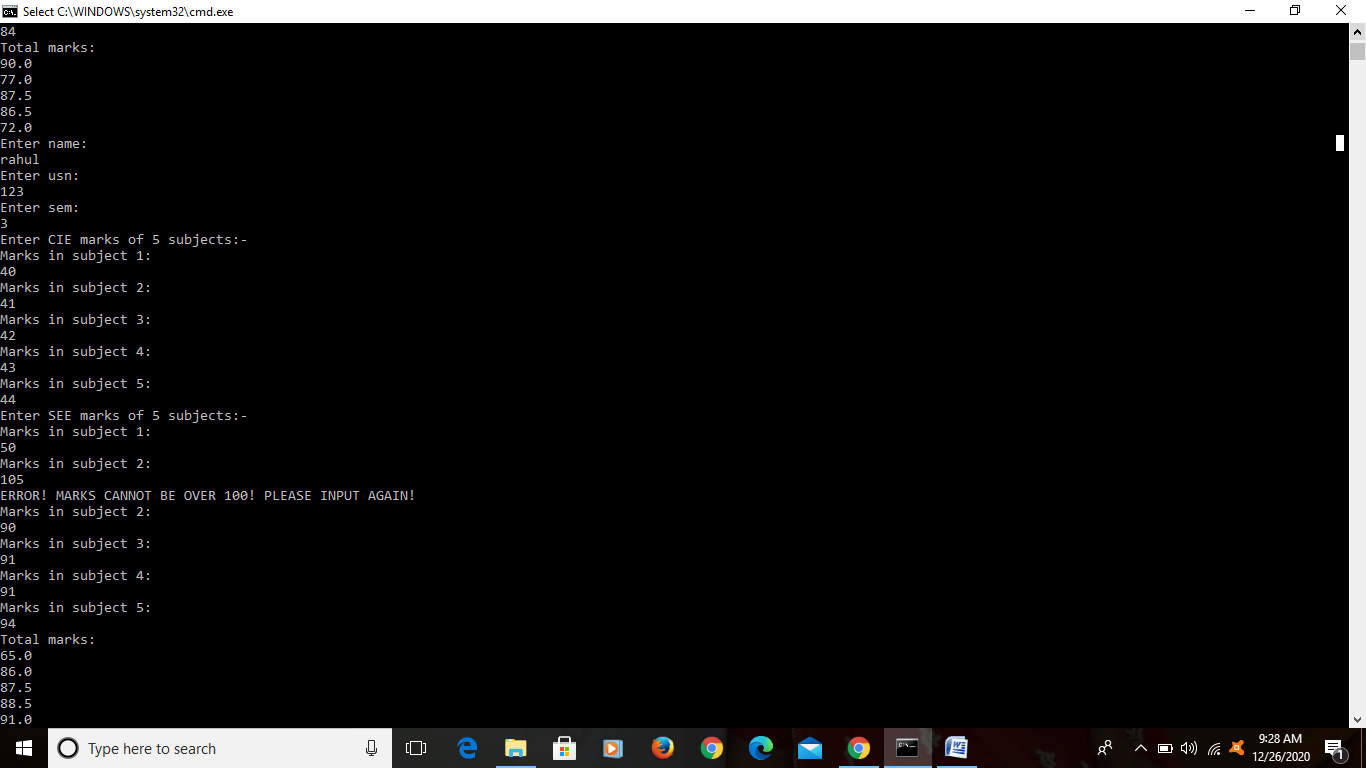 Select C:\WINDOWS\system32\cmd.exe
84
Total marks:
90.0
77.0
87.5
86.5
72.0
Enter name:
rahul
Enter usn:
123
Enter sem:
3
Enter CIE marks of 5 subjects:-
Marks in subject 1:
40
Marks in subject 2:
41
Marks in subject 3:
42
Marks in subject 4:
43
Marks in subject 5:
44
Enter SEE marks of 5 subjects:-
Marks in subject 1:
50
Marks in subject 2:
105
ERROR! MARKS CANNOT BE OVER 100! PLEASE INPUT AGAIN!
Marks in subject 2:
90
Marks in subject 3:
91
Marks in subject 4:
91
Marks in subject 5:
94
Total marks:
65.0
86.0
87.5
88.5
91.0
Type here to search
9:28 AM
12/26/2020
1